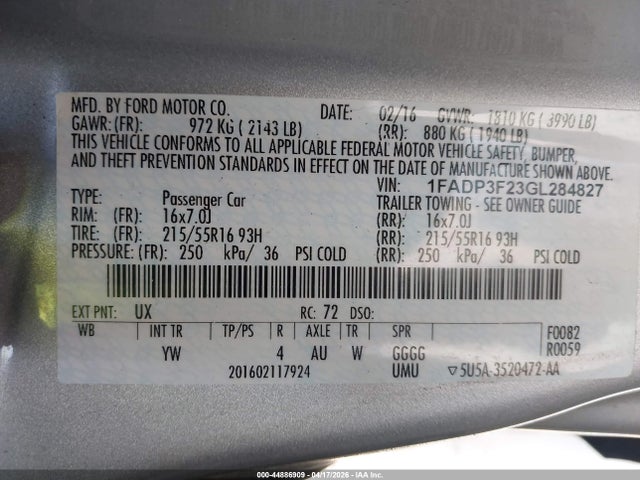 MFD. BY FORD MOTOR CO. DATE: 02/16 GVWR: 1810 KG ( 3990 LB)
GAWR: (FR): 972 KG ( 2143 LB) (RR): 880 KG ( 1940 LB)
THIS VEHICLE CONFORMS TO ALL APPLICABLE FEDERAL MOTOR VEHICLE SAFETY, BUMPER,
AND THEFT PREVENTION STANDARDS IN EFFECT ON THE DATE OF MANUFACTURE SHOWN ABOVE
VIN: 1FADP3F23GL284827
TYPE: Passenger Car TRAILER TOWING - SEE OWNER GUIDE
RIM: (FR): 16x7.0J (RR): 16x7.0J
TIRE: (FR): 215/55R16 93H (RR): 215/55R16 93H
PRESSURE: (FR): 250 kPa/ 36 PSI COLD (RR): 250 kPa/ 36 PSI COLD
EXT PNT: UX RC: 72 DSO:
WB INT TR TP/PS R AXLE TR SPR F0082
YW 4 AU W GGGG R0059
201602117924 UMU ▽5U5A-3520472-AA
000-44886909 - 04/17/2026 - IAA Inc.